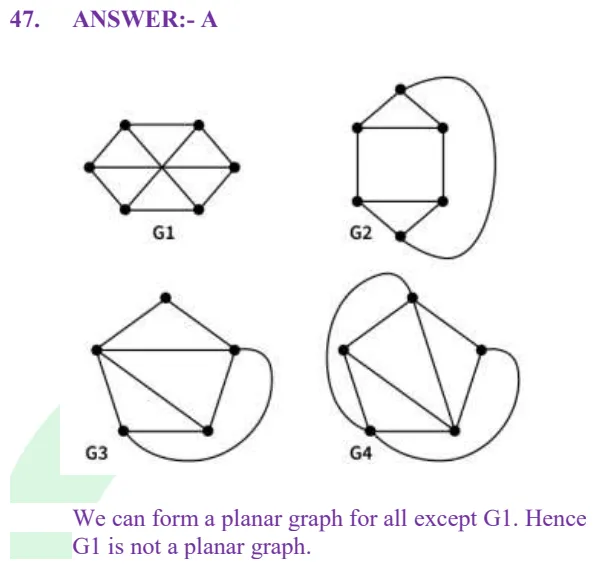 47. ANSWER:- A
G1
G2
G3
G4
We can form a planar graph for all except G1. Hence
G1 is not a planar graph.